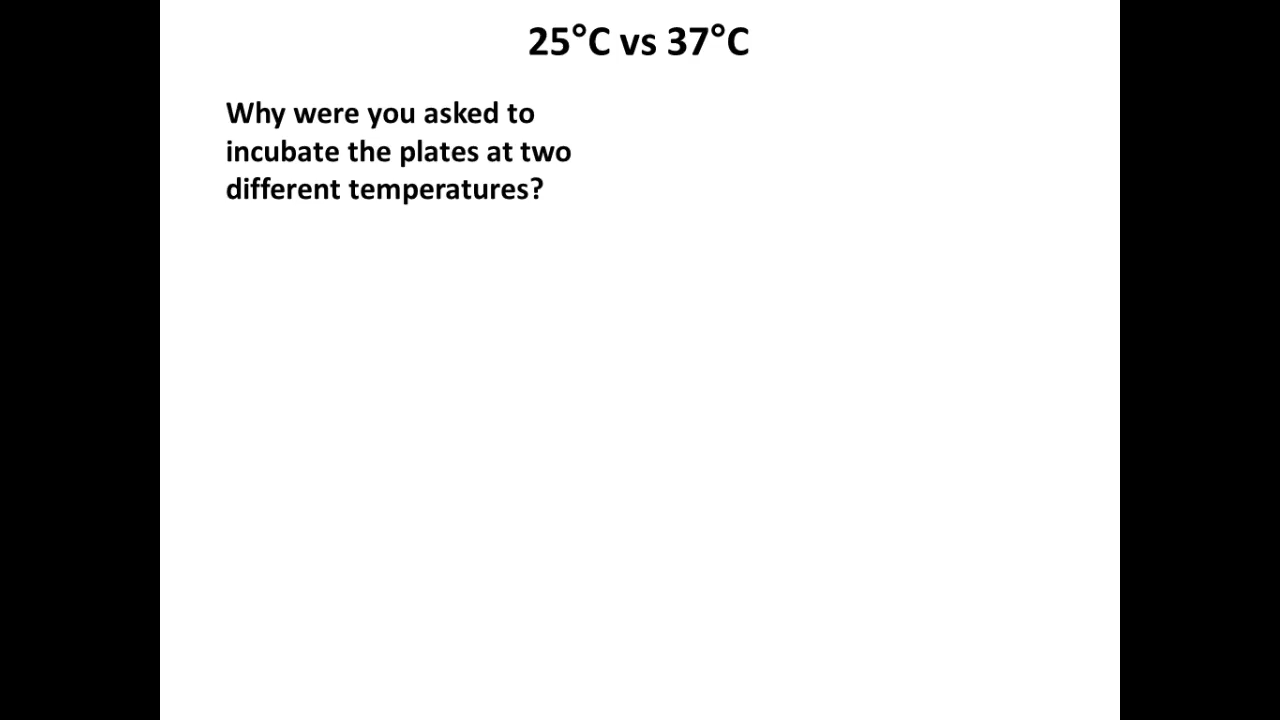 25°C vs 37°C
Why were you asked to
incubate the plates at two
different temperatures?